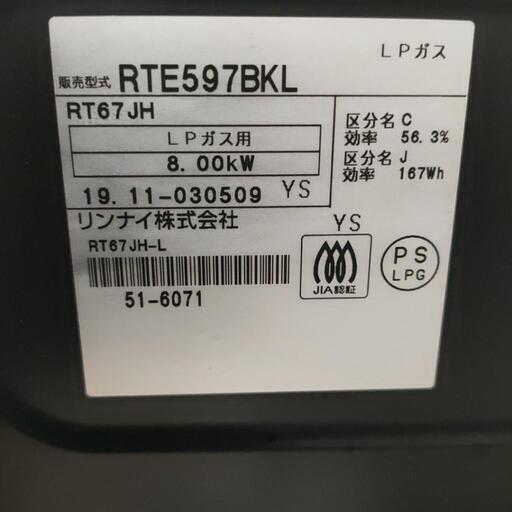 LPガス
販売型式 RTE597BKL
RT67JH
LPガス用
8.00kW
区分名 C
効率 56.3%
区分名 J
効率 167Wh
19.11-030509 YS
リンナイ株式会社
YS
RT67JH-L
51-6071
JIA認証
PS
LPG